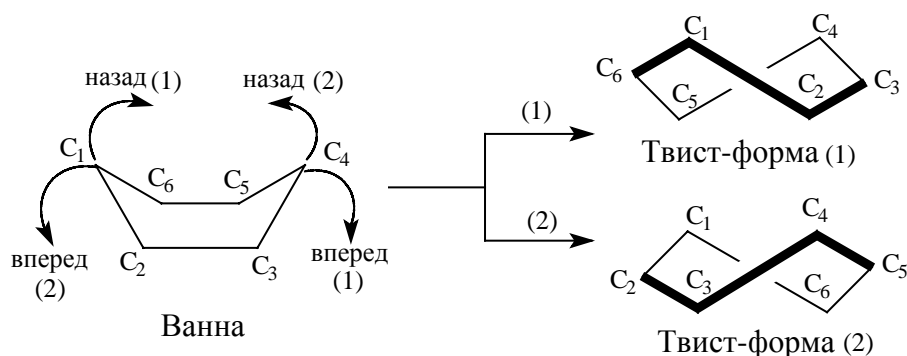 назад (1)
назад (2)
C1
C4
C6
C5
вперед
(2)
C2
C3
вперед
(1)
Ванна
(1)
(2)
C1
C4
C6
C3
C5
C2
Твист-форма (1)
C1
C4
C2
C3
C5
C6
Твист-форма (2)